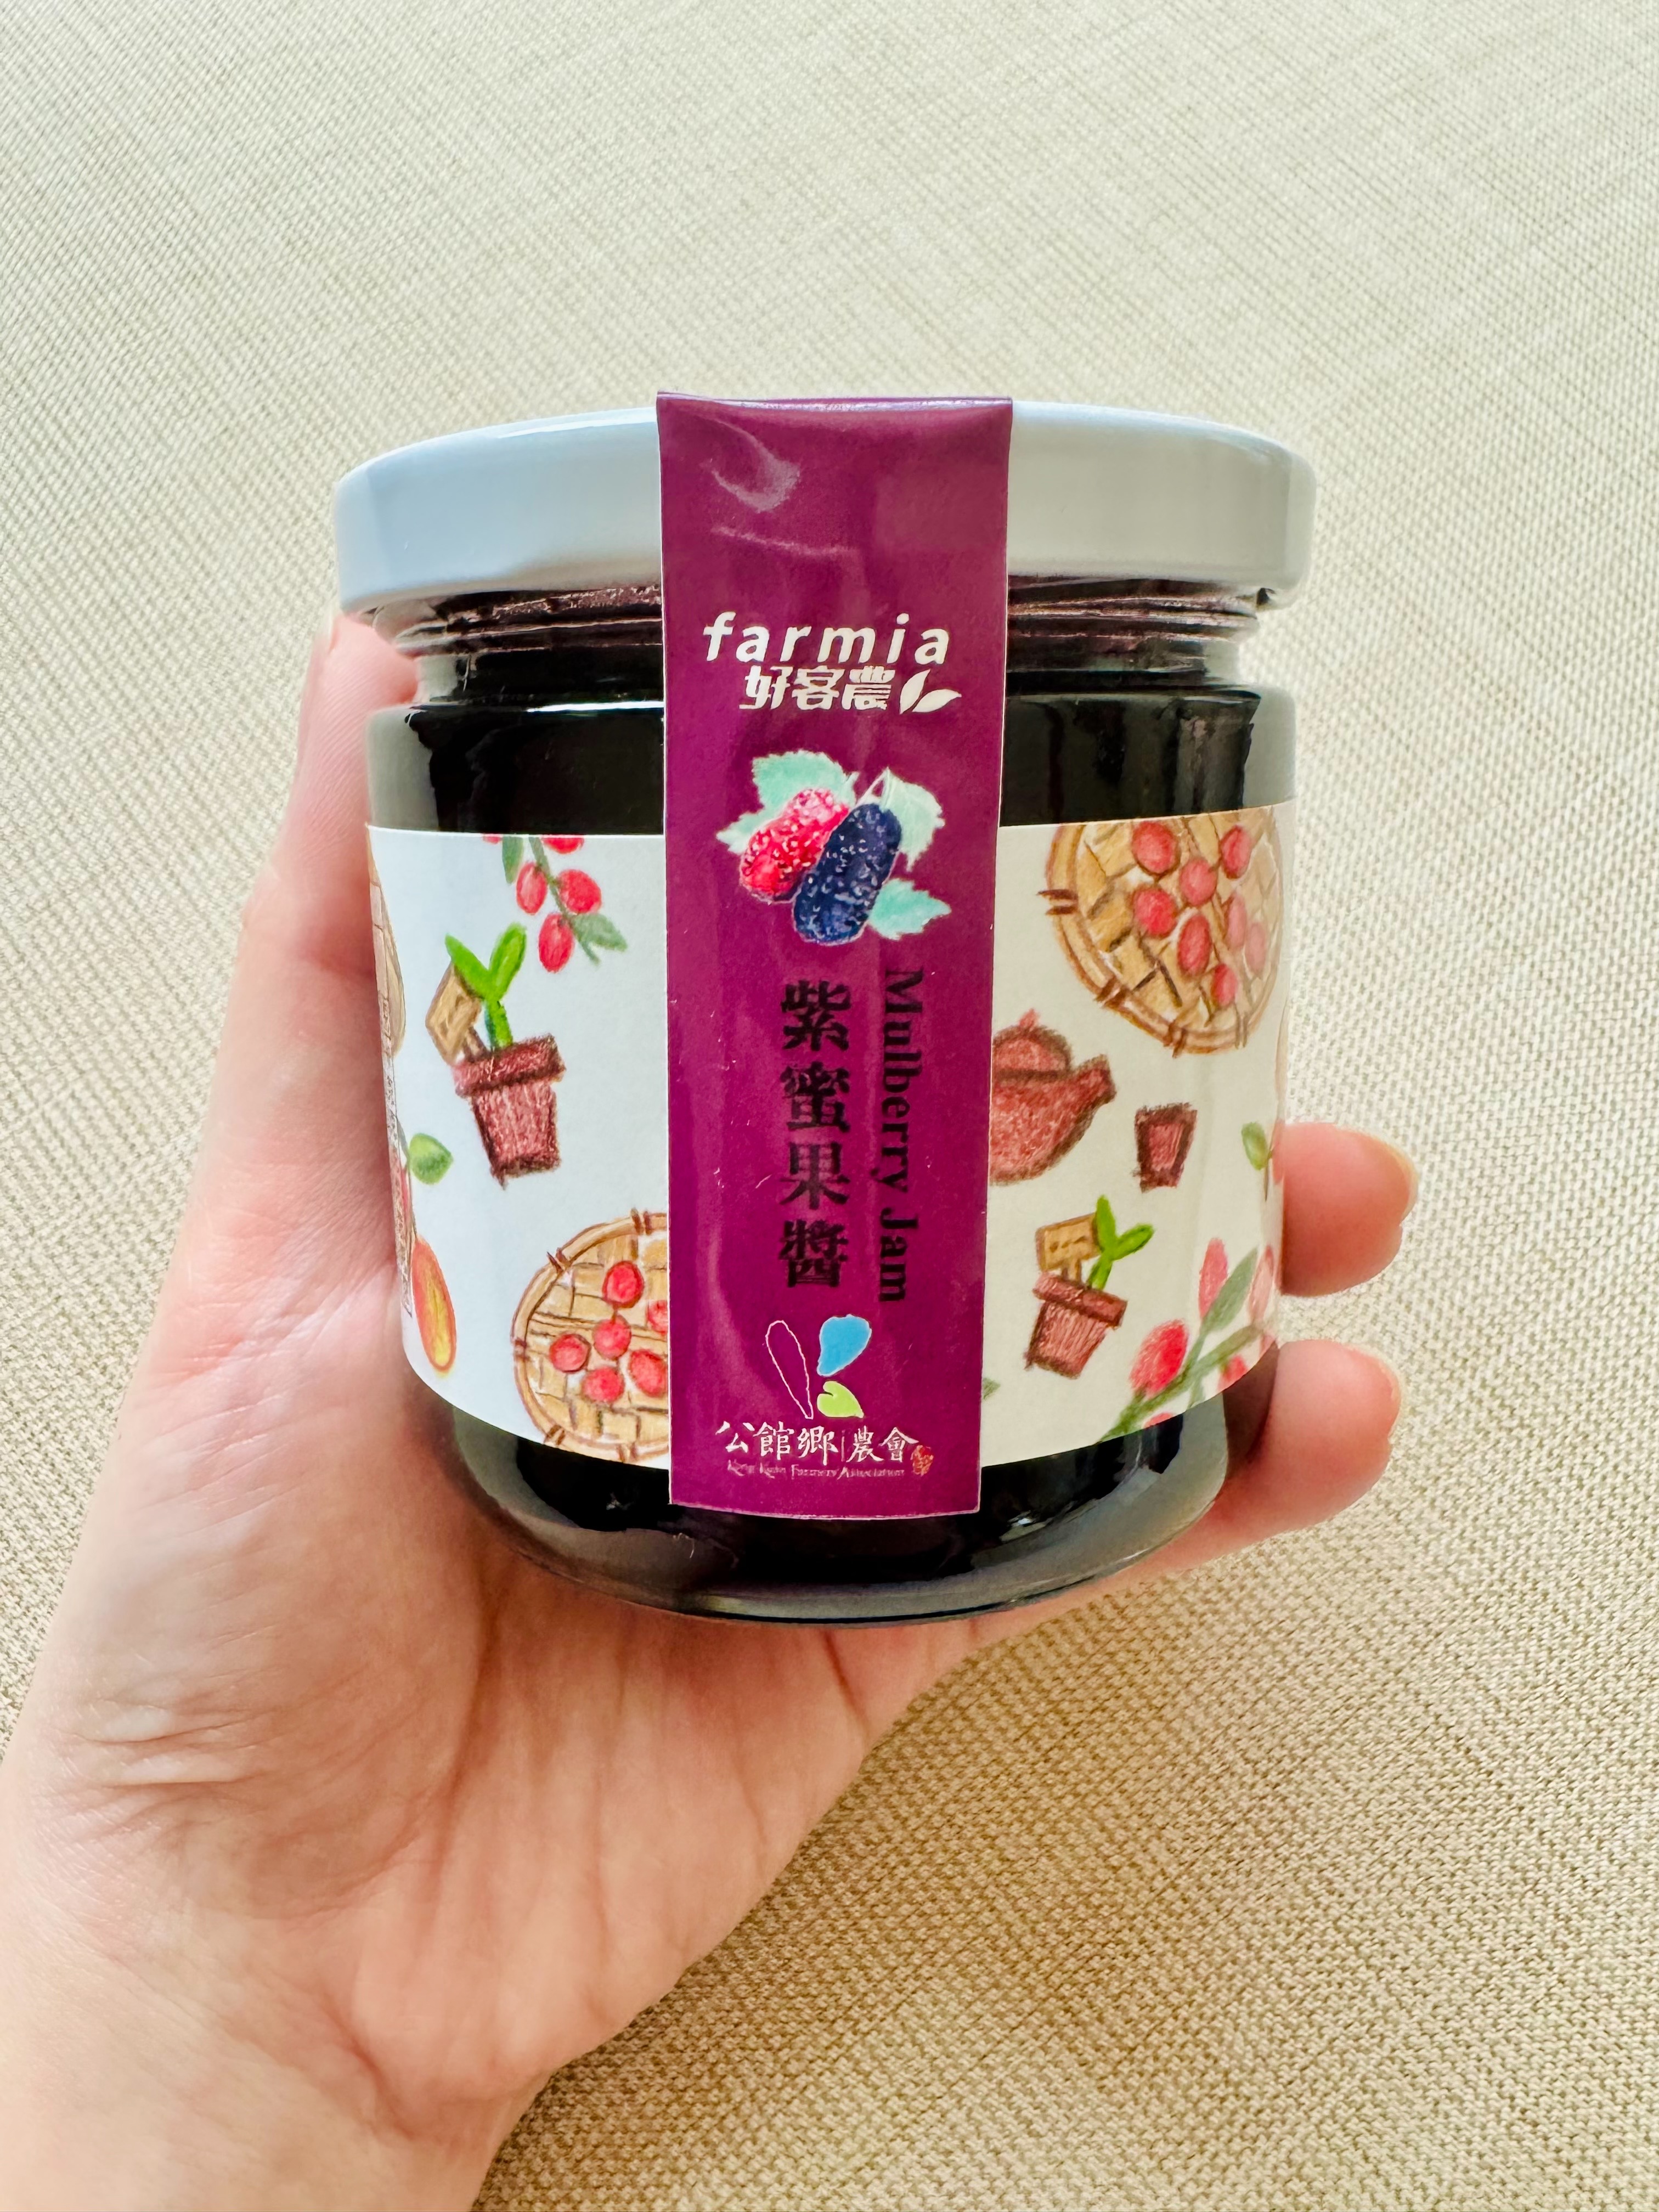 farmia
好客農
紫蜜果醬
Mulberry Jam
公館鄉農會